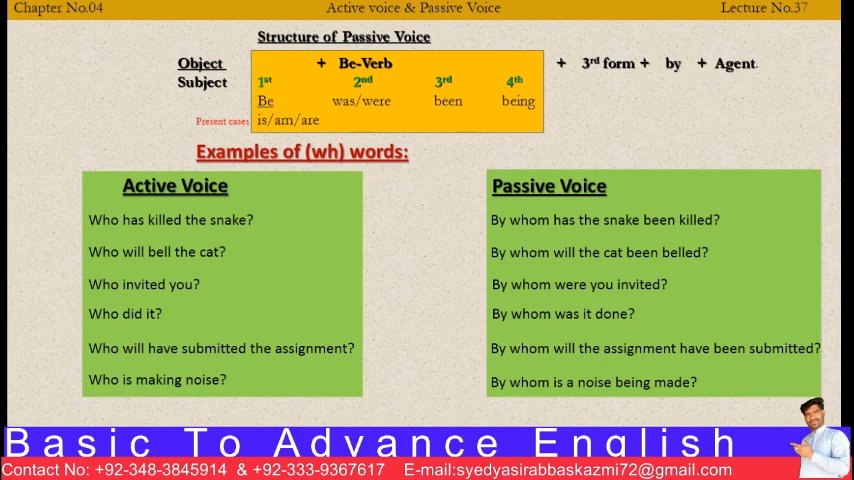 Chapter No.04 Active voice & Passive Voice Lecture No.37
Structure of Passive Voice
Object + Be-Verb + 3rd form + by + Agent.
Subject 1st 2nd 3rd 4th
Be was/were been being
Present cases is/am/are
Examples of (wh) words:
Active Voice
Who has killed the snake?
Who will bell the cat?
Who invited you?
Who did it?
Who will have submitted the assignment?
Who is making noise?
Passive Voice
By whom has the snake been killed?
By whom will the cat been belled?
By whom were you invited?
By whom was it done?
By whom will the assignment have been submitted?
By whom is a noise being made?
Basic To Advance English
Contact No: +92-348-3845914 & +92-333-9367617 E-mail:syedyasirabbaskazmi72@gmail.com